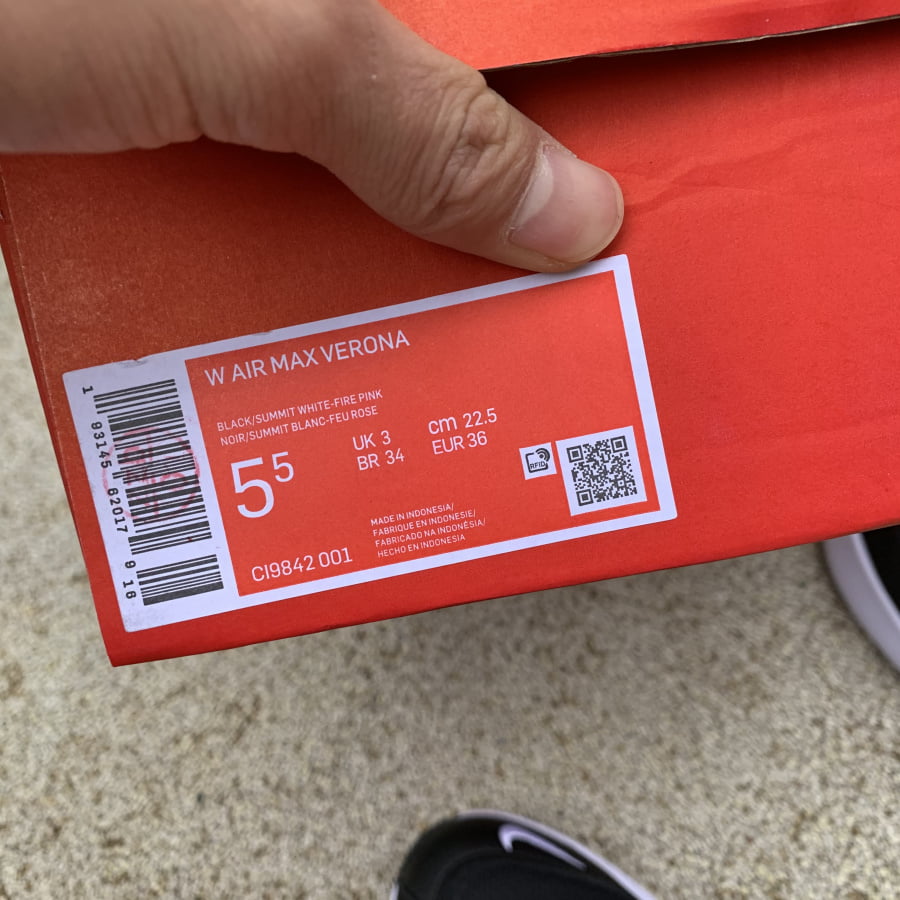 W AIR MAX VERONA
BLACK/SUMMIT WHITE-FIRE PINK
NOIR/SUMMIT BLANC-FEU ROSE
5⁵
UK 3
BR 34
cm 22.5
EUR 36
RFID
MADE IN INDONESIA/
FABRIQUE EN INDONESIE/
FABRICADO NA INDONÉSIA/
HECHO EN INDONESIA
CI9842 001
1 93145 62017 9 16